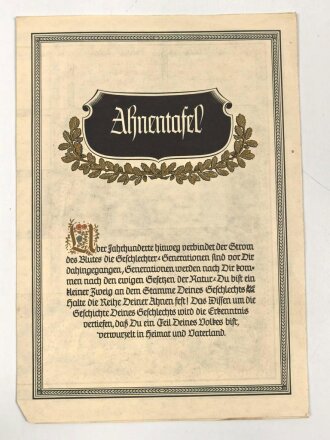 Ahnentafel
Über Jahrhunderte hinweg verbindet der Strom
des Blutes die Geschlechter. Generationen sind vor Dir
dahingegangen, Generationen werden nach Dir kom-
men nach den ewigen Gesetzen der Natur. Du bist ein
kleiner Zweig an dem Stamme Deines Geschlechts
Halte die Reihe Deiner Ahnen fest! Das Wissen um die
Geschichte Deines Geschlechts wird die Erkenntnis
vertiefen, daß Du ein Teil Deines Volkes bist,
verwurzelt in Heimat und Vaterland.